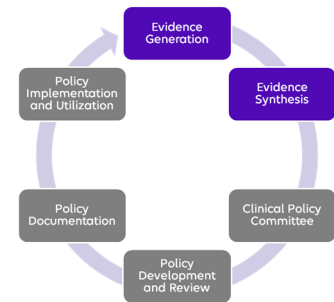 Evidence
Generation
Evidence
Synthesis
Clinical Policy
Committee
Policy
Development
and Review
Policy
Documentation
Policy
Implementation
and Utilization